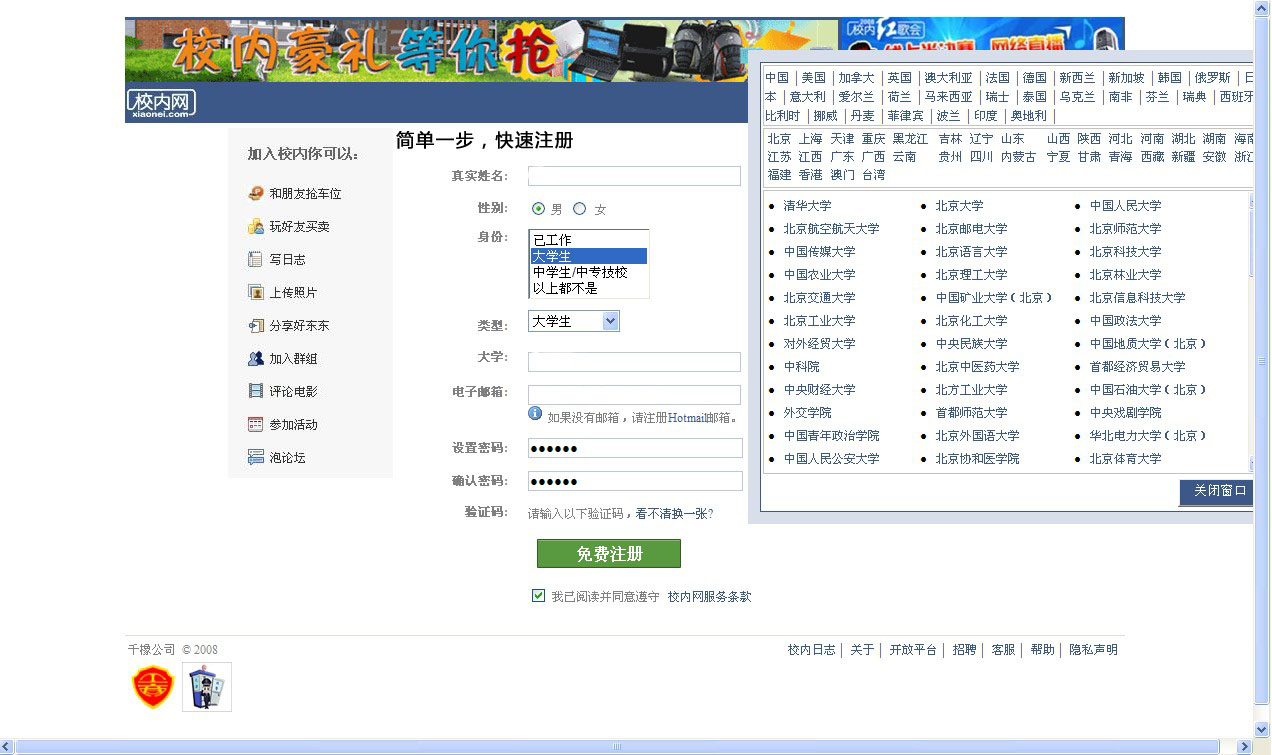 校内豪礼等你抢
2008
校内红歌会
线上半决赛 网络直播
校内网
xiaonei.com
中国 | 美国 | 加拿大 | 英国 | 澳大利亚 | 法国 | 德国 | 新西兰 | 新加坡 | 韩国 | 俄罗斯 | 日
本 | 意大利 | 爱尔兰 | 荷兰 | 马来西亚 | 瑞士 | 泰国 | 乌克兰 | 南非 | 芬兰 | 瑞典 | 西班牙
比利时 | 挪威 | 丹麦 | 菲律宾 | 波兰 | 印度 | 奥地利 |
北京 上海 天津 重庆 黑龙江 吉林 辽宁 山东 山西 陕西 河北 河南 湖北 湖南 海南
江苏 江西 广东 广西 云南 贵州 四川 内蒙古 宁夏 甘肃 青海 西藏 新疆 安徽 浙江
福建 香港 澳门 台湾
清华大学 北京大学 中国人民大学
北京航空航天大学 北京邮电大学 北京师范大学
中国传媒大学 北京语言大学 北京科技大学
中国农业大学 北京理工大学 北京林业大学
北京交通大学 中国矿业大学（北京） 北京信息科技大学
北京工业大学 北京化工大学 中国政法大学
对外经贸大学 中央民族大学 中国地质大学（北京）
中科院 北京中医药大学 首都经济贸易大学
中央财经大学 北方工业大学 中国石油大学（北京）
外交学院 首都师范大学 中央戏剧学院
中国青年政治学院 北京外国语大学 华北电力大学（北京）
中国人民公安大学 北京协和医学院 北京体育大学
关闭窗口
加入校内你可以：
和朋友抢车位
玩好友买卖
写日志
上传照片
分享好东东
加入群组
评论电影
参加活动
泡论坛
简单一步，快速注册
真实姓名：
性别： 男 女
身份： 已工作
大学生
中学生/中专技校
以上都不是
类型： 大学生
大学：
电子邮箱：
如果没有邮箱，请注册Hotmail邮箱。
设置密码： ●●●●●●
确认密码： ●●●●●●
验证码： 请输入以下验证码，看不清换一张?
免费注册
我已阅读并同意遵守 校内网服务条款
千橡公司 © 2008
校内日志 | 关于 | 开放平台 | 招聘 | 客服 | 帮助 | 隐私声明